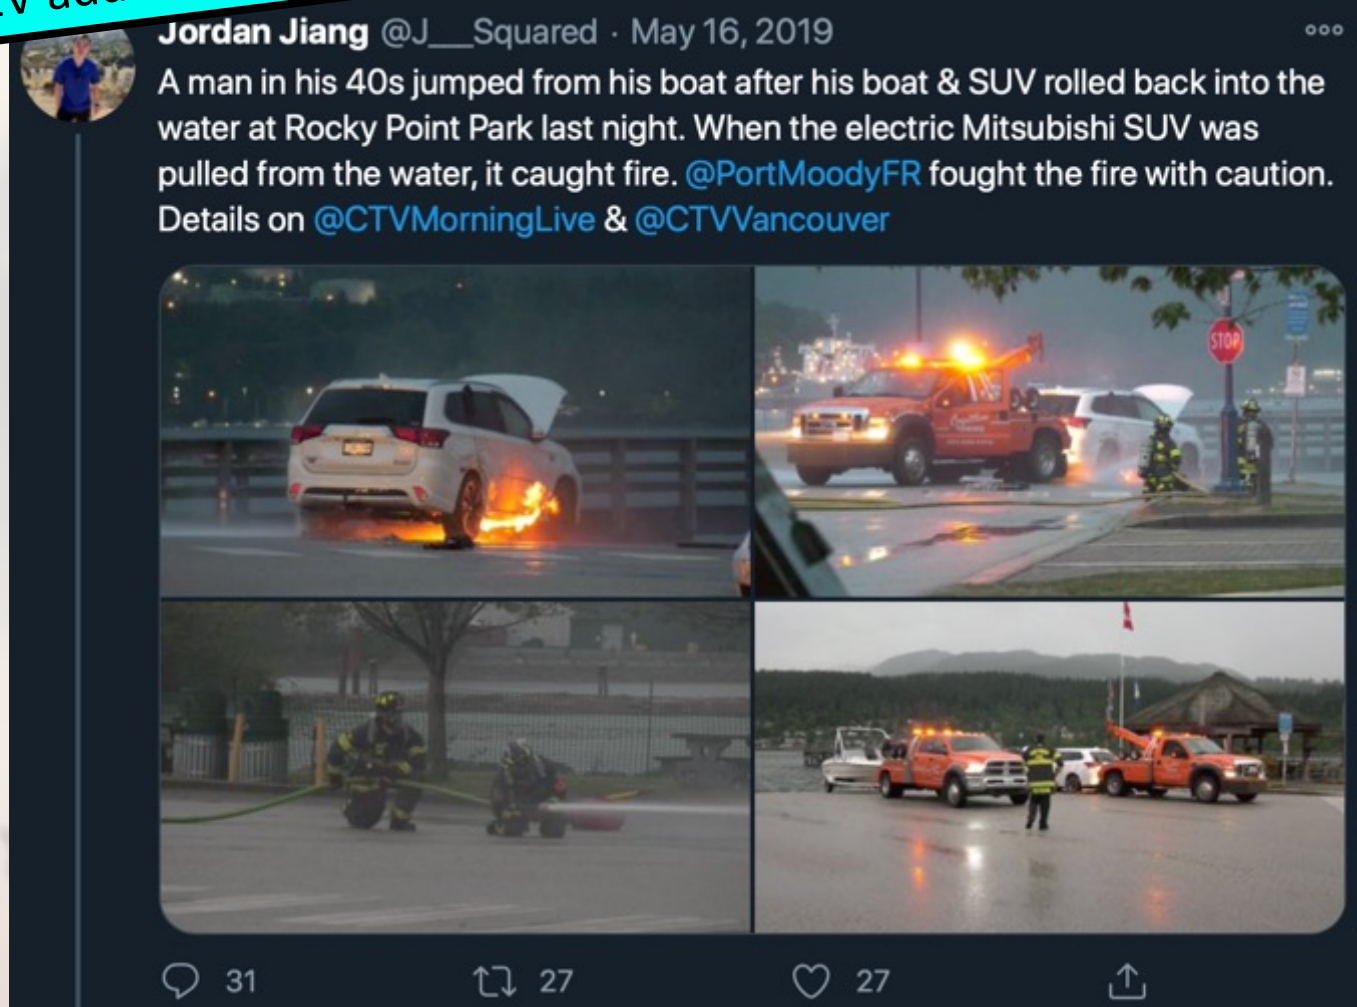 Jordan Jiang @J__Squared · May 16, 2019
A man in his 40s jumped from his boat after his boat & SUV rolled back into the
water at Rocky Point Park last night. When the electric Mitsubishi SUV was
pulled from the water, it caught fire. @PortMoodyFR fought the fire with caution.
Details on @CTVMorningLive & @CTVVancouver
STOP
31 27 27